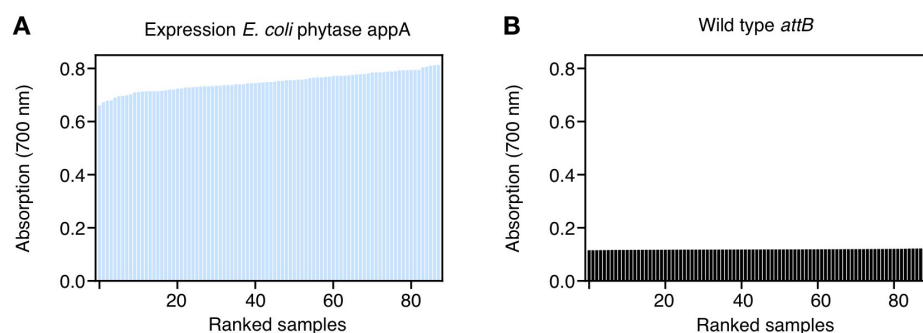 A
Expression E. coli phytase appA
Absorption (700 nm)
0.8
0.6
0.4
0.2
0.0
20 40 60 80
Ranked samples
B
Wild type attB
Absorption (700 nm)
0.8
0.6
0.4
0.2
0.0
20 40 60 80
Ranked samples